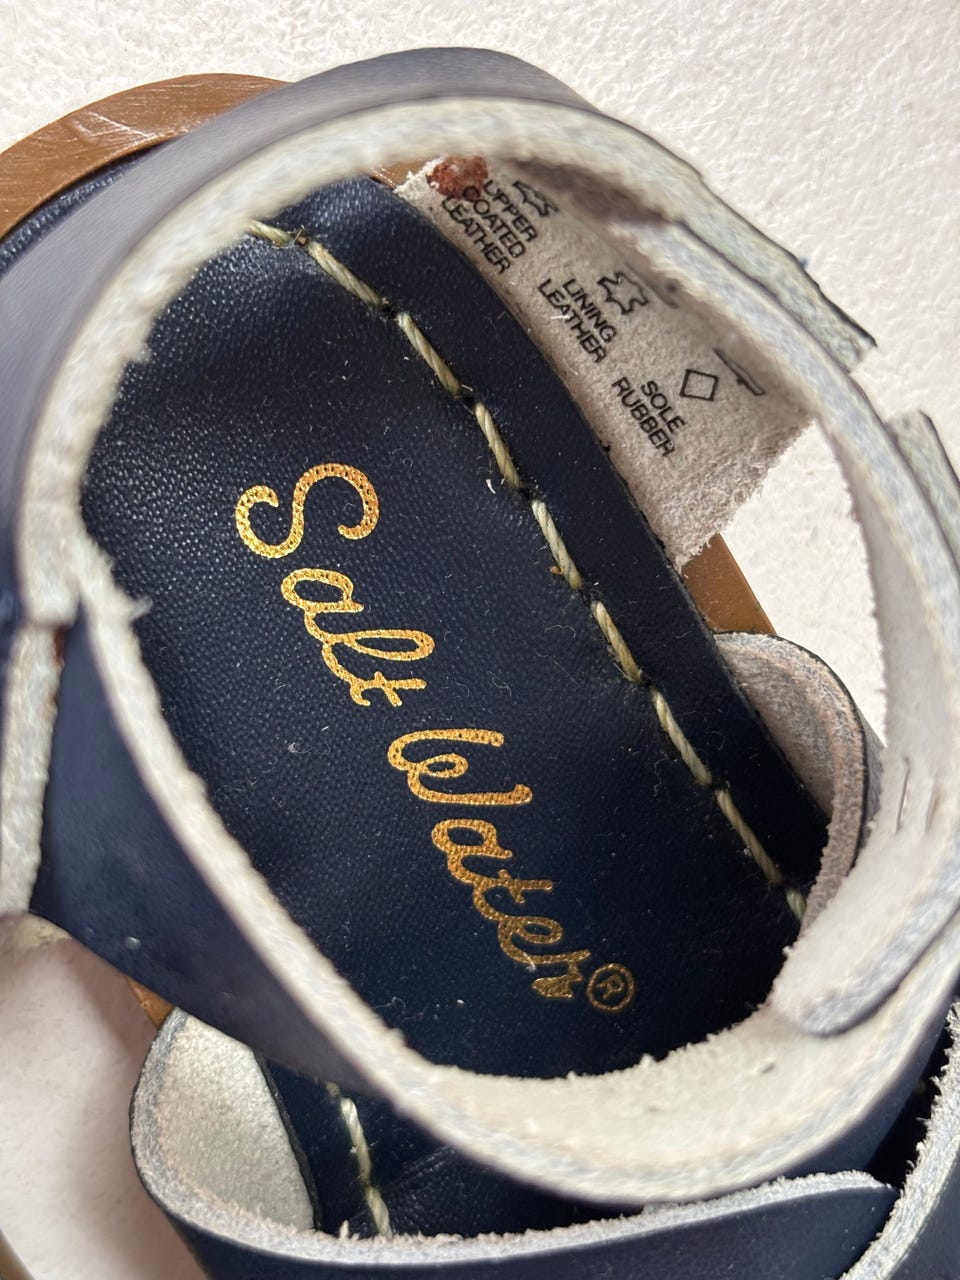 Salt Water®
UPPER
COATED
LEATHER
LINING
LEATHER
SOLE
RUBBER